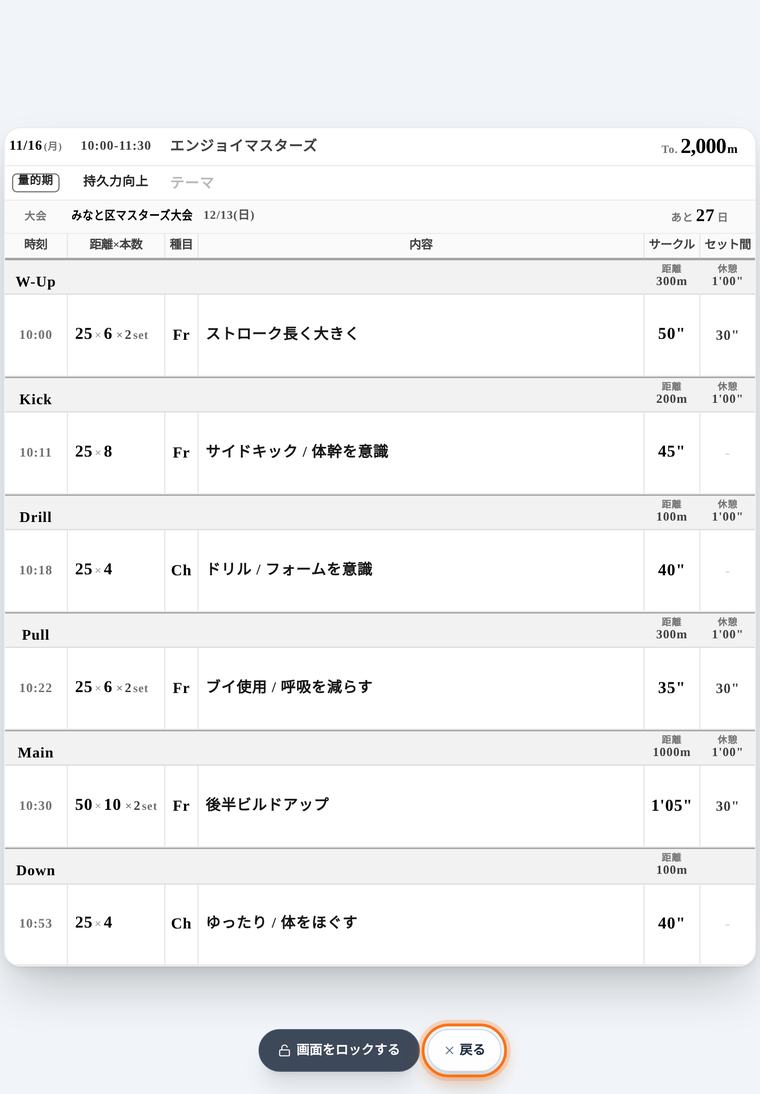 11/16(月) 10:00-11:30 エンジョイマスターズ To. 2,000m
量的期 持久力向上 テーマ
大会 みなと区マスターズ大会 12/13(日) あと 27 日
時刻 距離×本数 種目 内容 サークル セット間
W-Up 距離 300m 休憩 1'00"
10:00 25×6 ×2set Fr ストローク長く大きく 50" 30"
Kick 距離 200m 休憩 1'00"
10:11 25×8 Fr サイドキック / 体幹を意識 45" -
Drill 距離 100m 休憩 1'00"
10:18 25×4 Ch ドリル / フォームを意識 40" -
Pull 距離 300m 休憩 1'00"
10:22 25×6 ×2set Fr ブイ使用 / 呼吸を減らす 35" 30"
Main 距離 1000m 休憩 1'00"
10:30 50×10 ×2set Fr 後半ビルドアップ 1'05" 30"
Down 距離 100m
10:53 25×4 Ch ゆったり / 体をほぐす 40" -
画面をロックする × 戻る